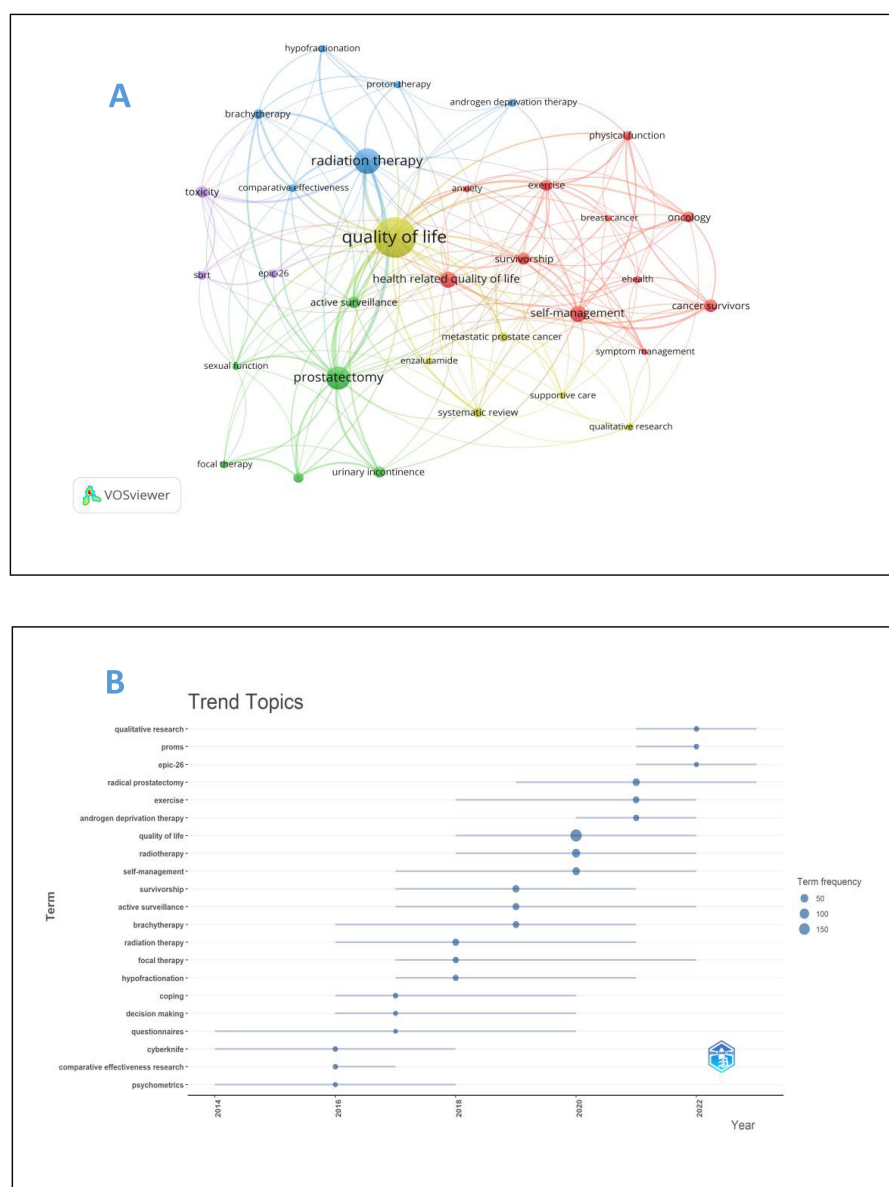 A
hypofractionation
proton therapy
androgen deprivation therapy
brachytherapy
physical function
radiation therapy
toxicity
comparative effectiveness
anxiety
exercise
breast cancer
oncology
quality of life
survivorship
sbrt
epic-26
health related quality of life
ehealth
active surveillance
self-management
cancer survivors
metastatic prostate cancer
symptom management
sexual function
enzalutamide
prostatectomy
supportive care
systematic review
qualitative research
focal therapy
urinary incontinence
VOSviewer
B
Trend Topics
qualitative research
proms
epic-26
radical prostatectomy
exercise
androgen deprivation therapy
quality of life
radiotherapy
self-management
survivorship
active surveillance
brachytherapy
radiation therapy
focal therapy
hypofractionation
coping
decision making
questionnaires
cyberknife
comparative effectiveness research
psychometrics
Term
Term frequency
50
100
150
2014
2016
2018
2020
2022
Year